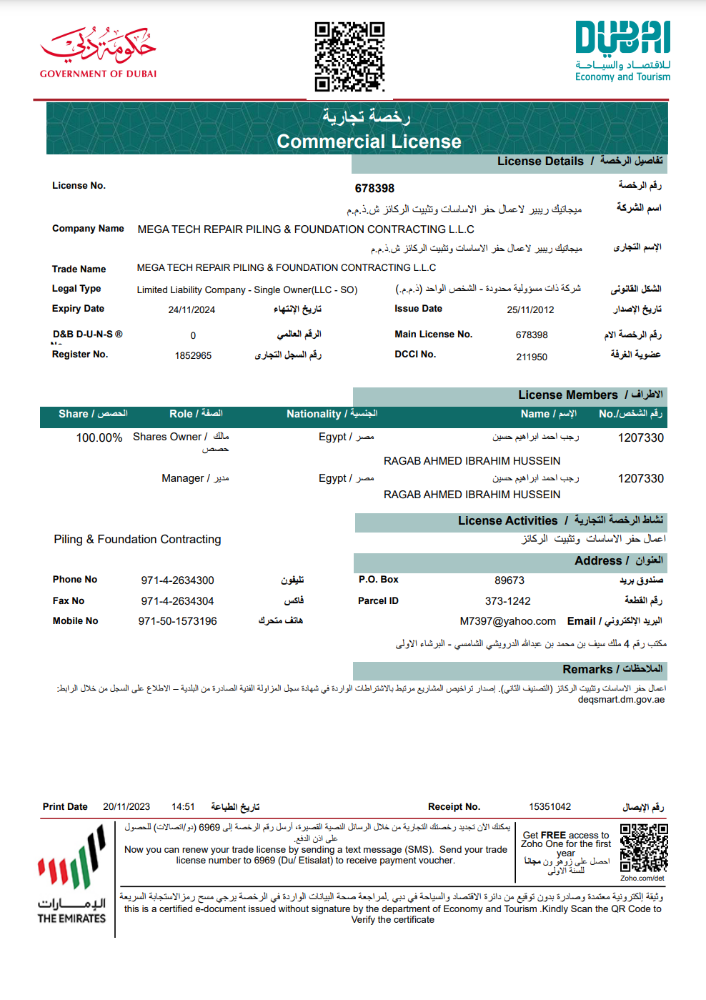 حكومة دبي
GOVERNMENT OF DUBAI
DUBAI
للاقتصاد والسياحة
Economy and Tourism
رخصة تجارية
Commercial License
License Details / تفاصيل الرخصة
License No. 678398 رقم الرخصة
ميجاتيك ريبير لاعمال حفر الاساسات وتثبيت الركائز ش.ذ.م.م اسم الشركة
Company Name MEGA TECH REPAIR PILING & FOUNDATION CONTRACTING L.L.C
ميجاتيك ريبير لاعمال حفر الاساسات وتثبيت الركائز ش.ذ.م.م الإسم التجارى
Trade Name MEGA TECH REPAIR PILING & FOUNDATION CONTRACTING L.L.C
Legal Type Limited Liability Company - Single Owner(LLC - SO) شركة ذات مسؤولية محدودة - الشخص الواحد (ذ.م.م.) الشكل القانونى
Expiry Date 24/11/2024 تاريخ الإنتهاء Issue Date 25/11/2012 تاريخ الإصدار
D&B D-U-N-S ® 0 الرقم العالمي Main License No. 678398 رقم الرخصة الام
Register No. 1852965 رقم السجل التجارى DCCI No. 211950 عضوية الغرفة
License Members / الاطراف
Share / الحصص Role / الصفة Nationality / الجنسية Name / الإسم No./رقم الشخص
100.00% Shares Owner / مالك Egypt / مصر رجب احمد ابراهيم حسين 1207330
حصص
RAGAB AHMED IBRAHIM HUSSEIN
Manager / مدير Egypt / مصر رجب احمد ابراهيم حسين 1207330
RAGAB AHMED IBRAHIM HUSSEIN
License Activities / نشاط الرخصة التجارية
Piling & Foundation Contracting اعمال حفر الاساسات وتثبيت الركائز
Address / العنوان
Phone No 971-4-2634300 تليفون P.O. Box 89673 صندوق بريد
Fax No 971-4-2634304 فاكس Parcel ID 373-1242 رقم القطعة
Mobile No 971-50-1573196 هاتف متحرك M7397@yahoo.com Email / البريد الإلكتروني
مكتب رقم 4 ملك سيف بن محمد بن عبدالله الدرويشي الشامسي - البرشاء الاولى
Remarks / الملاحظات
اعمال حفر الاساسات وتثبيت الركائز (التصنيف الثاني). إصدار تراخيص المشاريع مرتبط بالاشتراطات الواردة في شهادة سجل المزاولة الفنية الصادرة من البلدية – الاطلاع على السجل من خلال الرابط:
deqsmart.dm.gov.ae
Print Date 20/11/2023 14:51 تاريخ الطباعة Receipt No. 15351042 رقم الإيصال
يمكنك الآن تجديد رخصتك التجارية من خلال الرسائل النصية القصيرة، أرسل رقم الرخصة إلى 6969 (دو/اتصالات) للحصول
على اذن الدفع.
Now you can renew your trade license by sending a text message (SMS). Send your trade
license number to 6969 (Du/ Etisalat) to receive payment voucher.
Get FREE access to
Zoho One for the first
year
احصل على زوهو ون مجاناً
للسنة الاولى
Zoho.com/det
الإمارات
THE EMIRATES
وثيقة إلكترونية معتمدة وصادرة بدون توقيع من دائرة الاقتصاد والسياحة في دبي .لمراجعة صحة البيانات الواردة في الرخصة يرجي مسح رمزالاستجابة السريعة
this is a certified e-document issued without signature by the department of Economy and Tourism .Kindly Scan the QR Code to
Verify the certificate